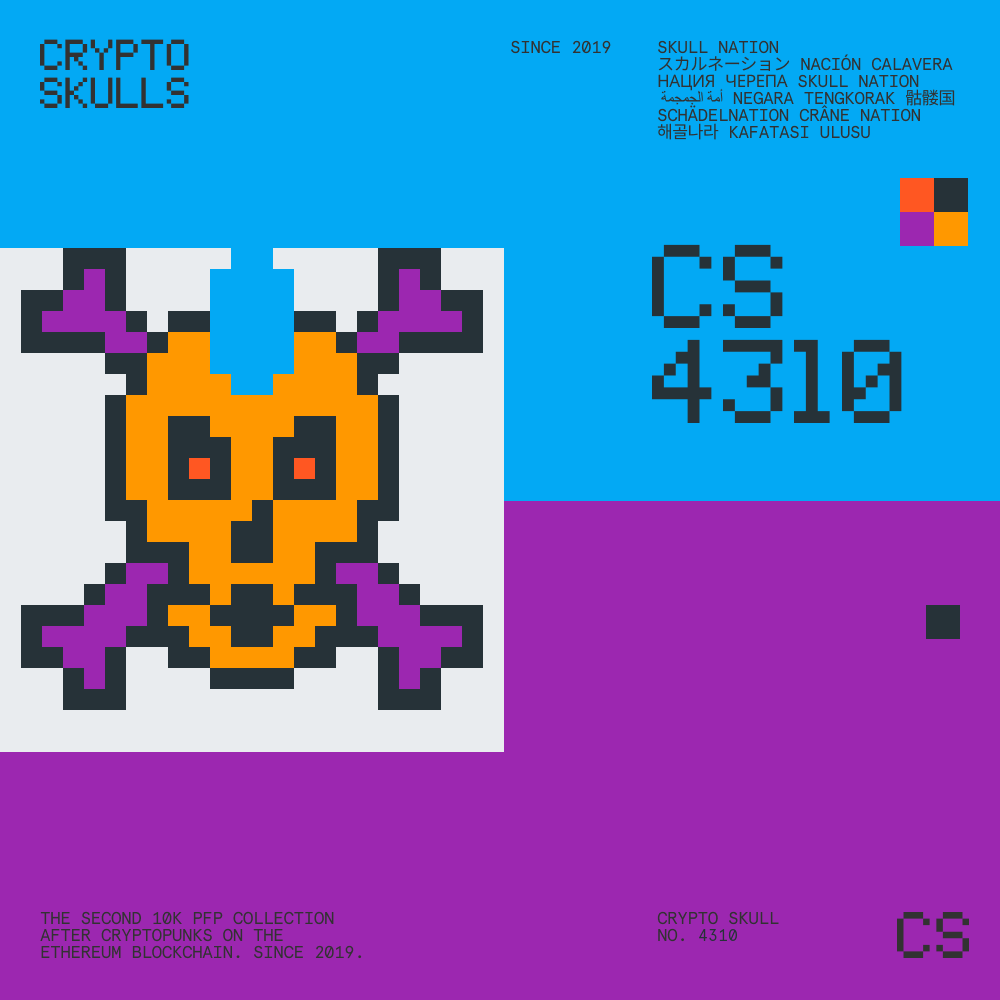 CRYPTO
SKULLS
SINCE 2019
SKULL NATION
スカルネーション NACIÓN CALAVERA
НАЦИЯ ЧЕРЕПА SKULL NATION
أمة الجمجمة NEGARA TENGKORAK 骷髅国
SCHÄDELNATION CRÂNE NATION
해골나라 KAFATASI ULUSU
CS
4310
THE SECOND 10K PFP COLLECTION
AFTER CRYPTOPUNKS ON THE
ETHEREUM BLOCKCHAIN. SINCE 2019.
CRYPTO SKULL
NO. 4310
CS